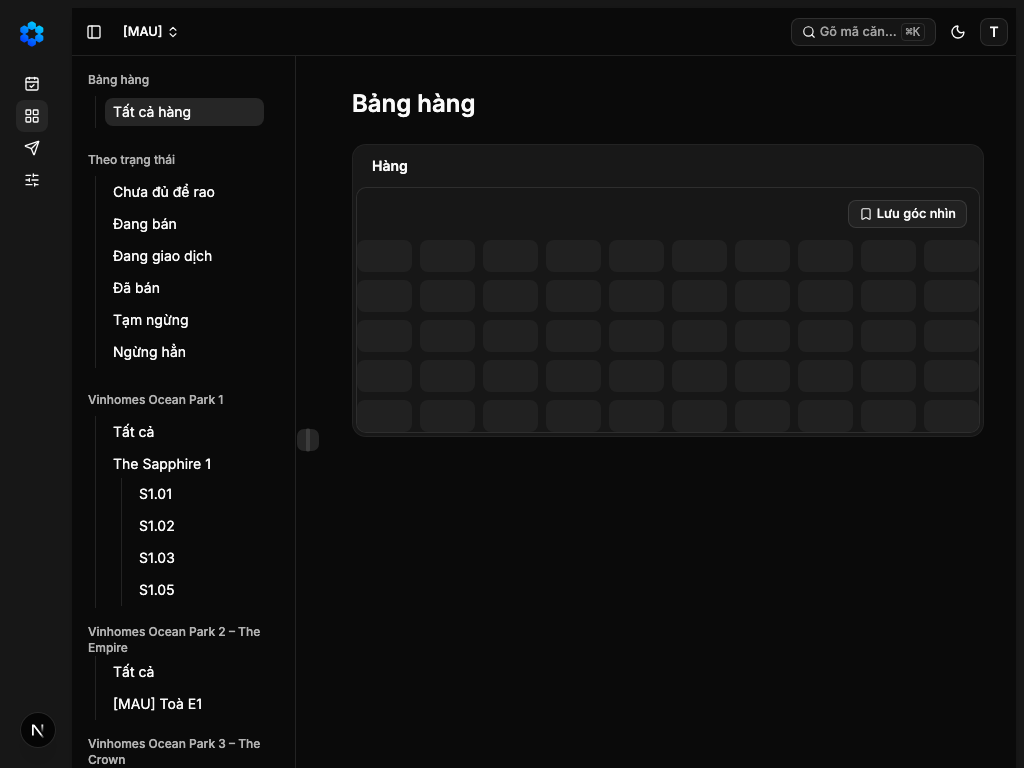 [MAU]
Gõ mã căn... ⌘K
T
Bảng hàng
Tất cả hàng
Theo trạng thái
Chưa đủ để rao
Đang bán
Đang giao dịch
Đã bán
Tạm ngừng
Ngừng hẳn
Vinhomes Ocean Park 1
Tất cả
The Sapphire 1
S1.01
S1.02
S1.03
S1.05
Vinhomes Ocean Park 2 – The
Empire
Tất cả
[MAU] Toà E1
Vinhomes Ocean Park 3 – The
Crown
N
Bảng hàng
Hàng
Lưu góc nhìn